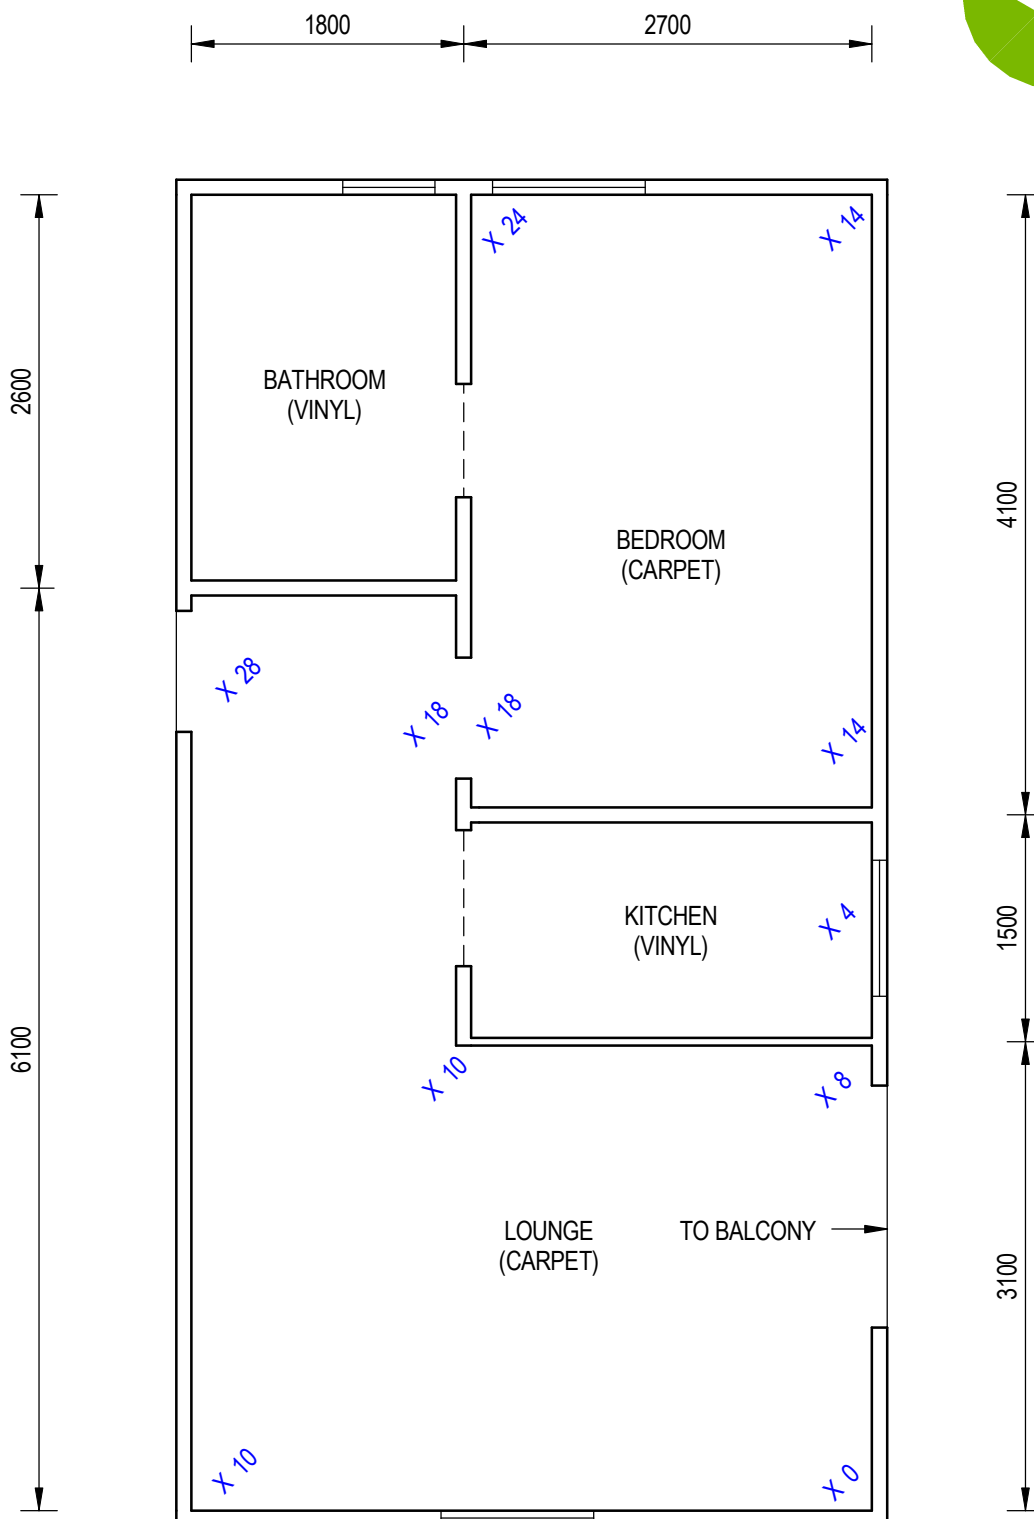 1800
2700
X 24
X 14
2600
BATHROOM
(VINYL)
4100
BEDROOM
(CARPET)
X 28
X 18
X 18
X 14
KITCHEN
(VINYL)
X 4
1500
6100
X 10
X 8
LOUNGE
(CARPET)
TO BALCONY
3100
X 10
X 0